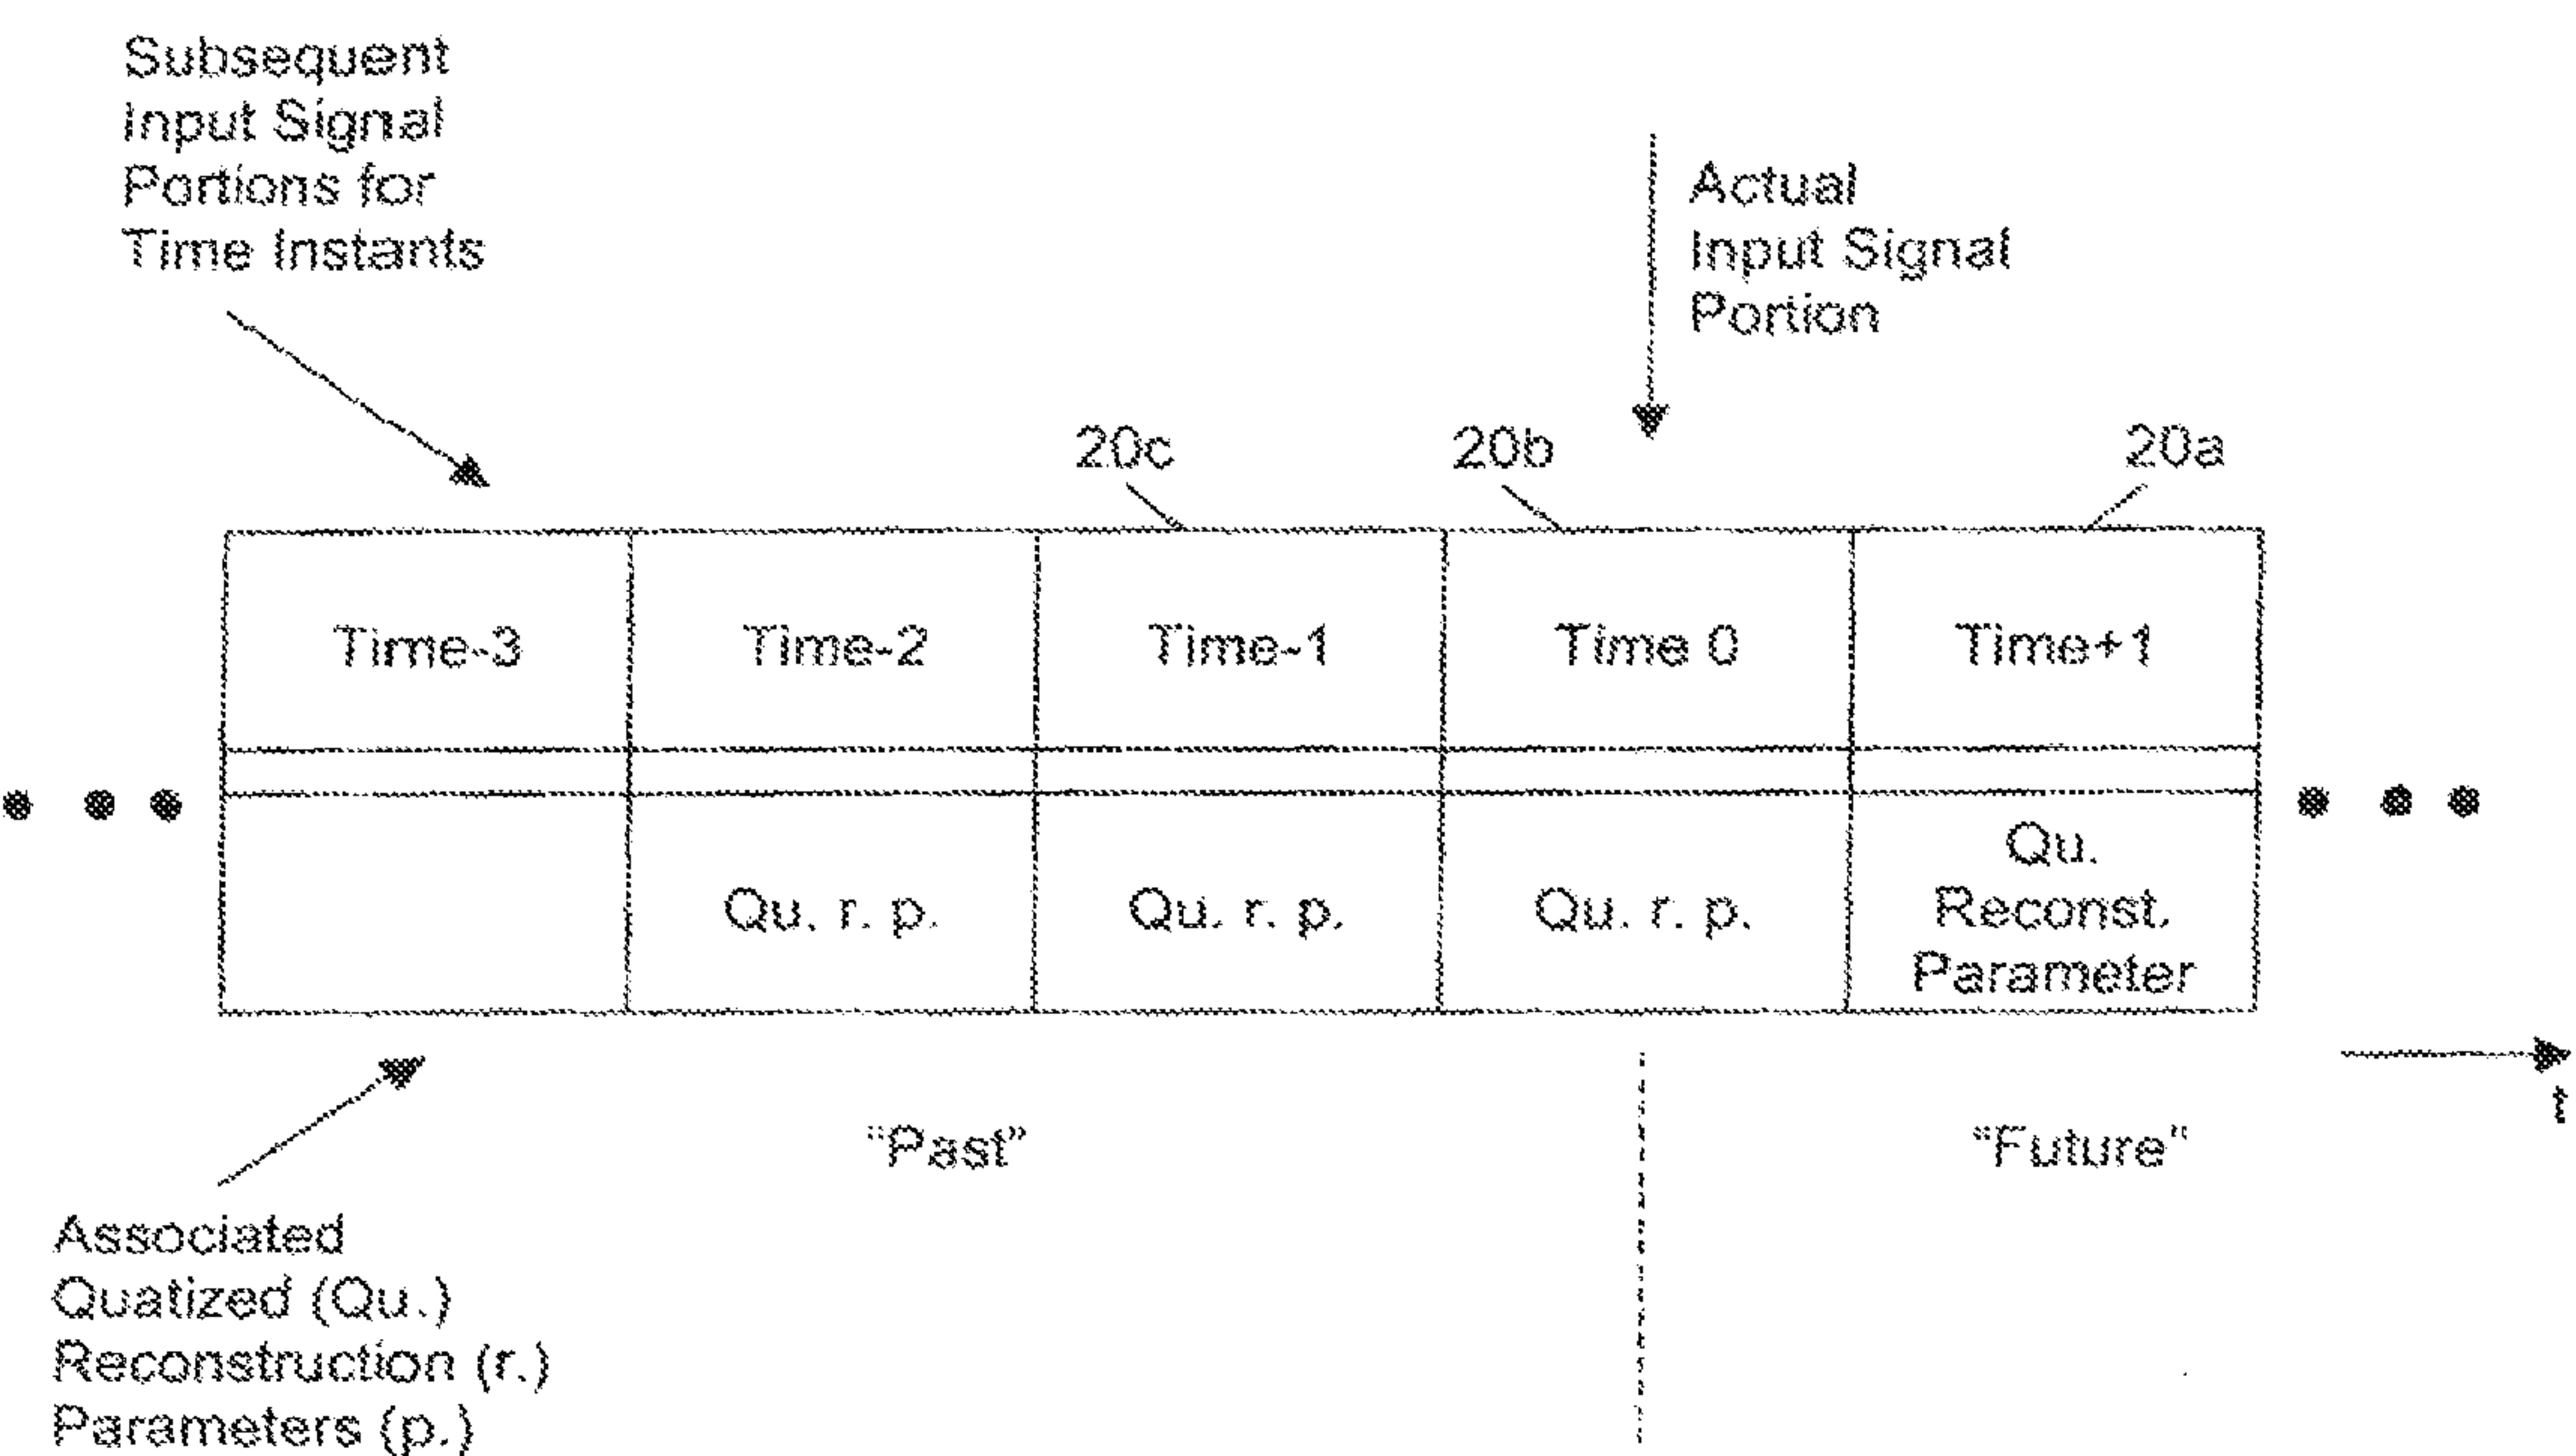 Subsequent
Input Signal
Portions for
Time Instants
Actual
Input Signal
Portion
20c
20b
20a
Time-3
Time-2
Time-1
Time 0
Time+1
Qu. r. p.
Qu. r. p.
Qu. r. p.
Qu.
Reconst.
Parameter
t
"Past"
"Future"
Associated
Quatized (Qu.)
Reconstruction (r.)
Parameters (p.)